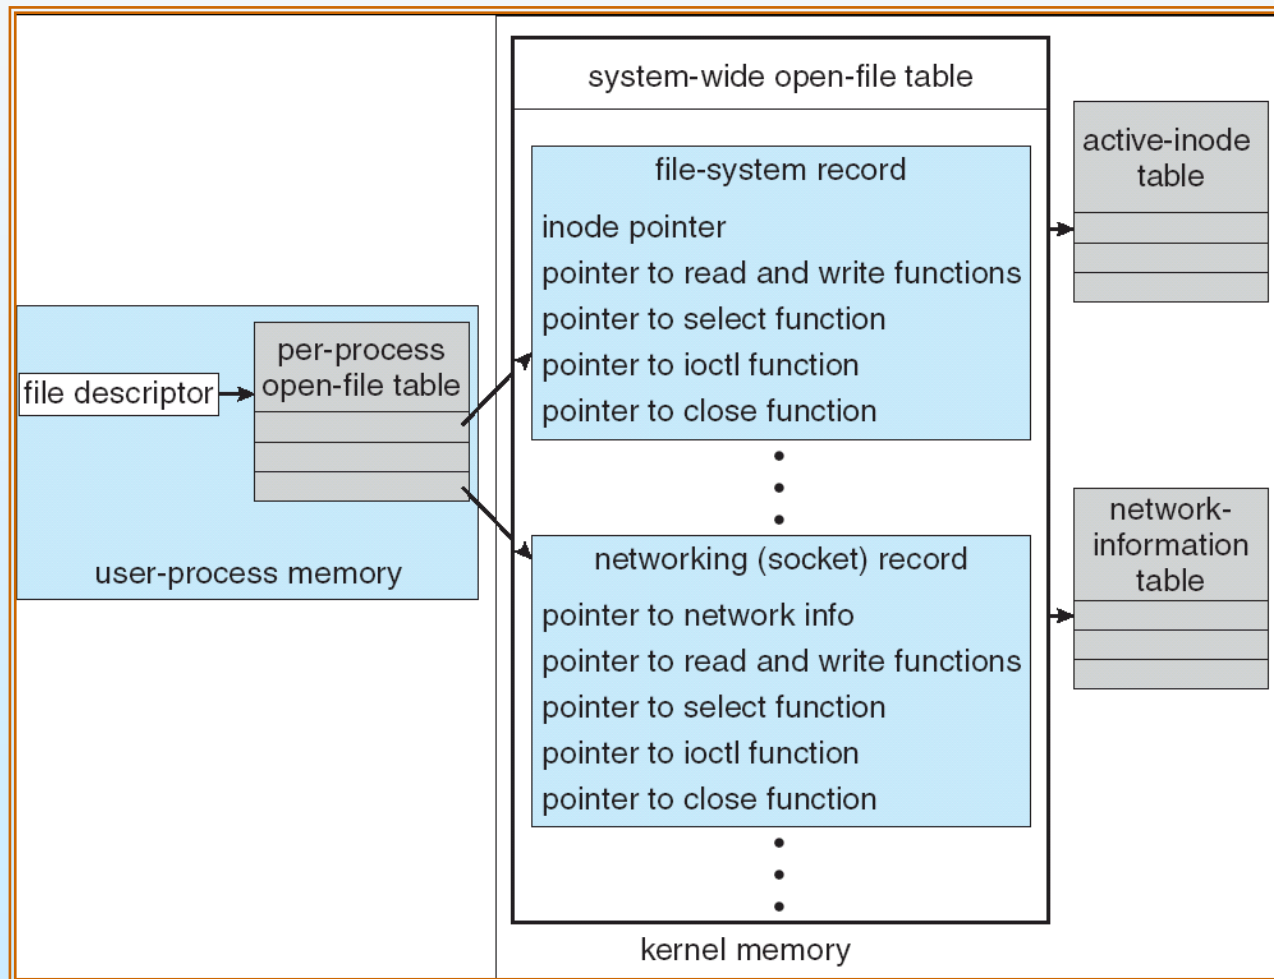 system-wide open-file table
file-system record
inode pointer
pointer to read and write functions
pointer to select function
pointer to ioctl function
pointer to close function
active-inode
table
per-process
open-file table
file descriptor
user-process memory
networking (socket) record
pointer to network info
pointer to read and write functions
pointer to select function
pointer to ioctl function
pointer to close function
network-
information
table
kernel memory